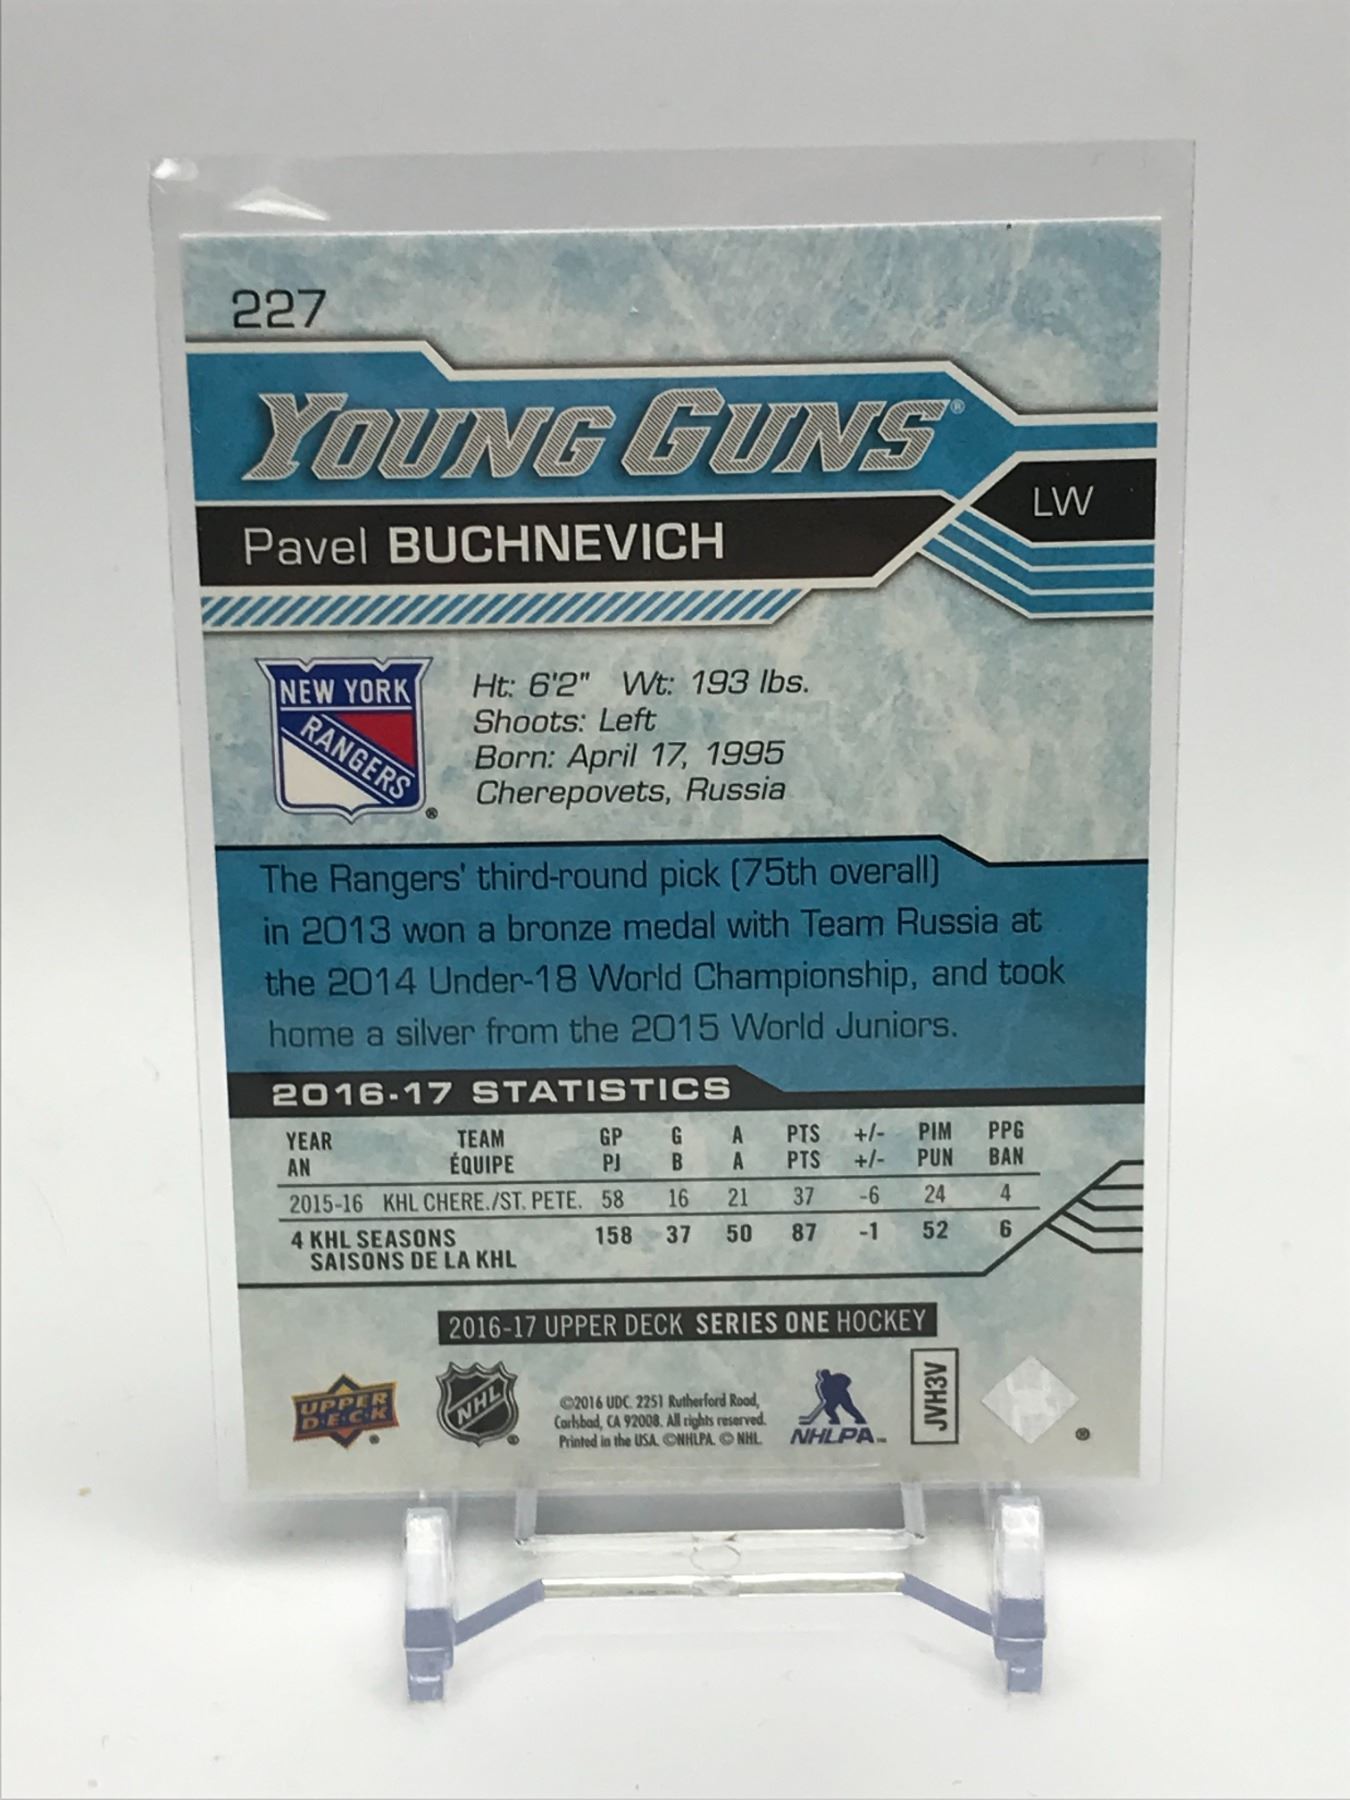 227
YOUNG GUNS®
LW
Pavel BUCHNEVICH
NEW YORK
RANGERS
®
Ht: 6'2" Wt: 193 lbs.
Shoots: Left
Born: April 17, 1995
Cherepovets, Russia
The Rangers' third-round pick (75th overall)
in 2013 won a bronze medal with Team Russia at
the 2014 Under-18 World Championship, and took
home a silver from the 2015 World Juniors.
2016-17 STATISTICS
YEAR TEAM GP G A PTS +/- PIM PPG
AN ÉQUIPE PJ B A PTS +/- PUN BAN
2015-16 KHL CHERE./ST. PETE. 58 16 21 37 -6 24 4
4 KHL SEASONS 158 37 50 87 -1 52 6
SAISONS DE LA KHL
2016-17 UPPER DECK SERIES ONE HOCKEY
UPPER
D•E•C•K
®
NHL
®
©2016 UDC. 2251 Rutherford Road,
Carlsbad, CA 92008. All rights reserved.
Printed in the USA. ©NHLPA. © NHL.
NHLPA™
JVH3V
®